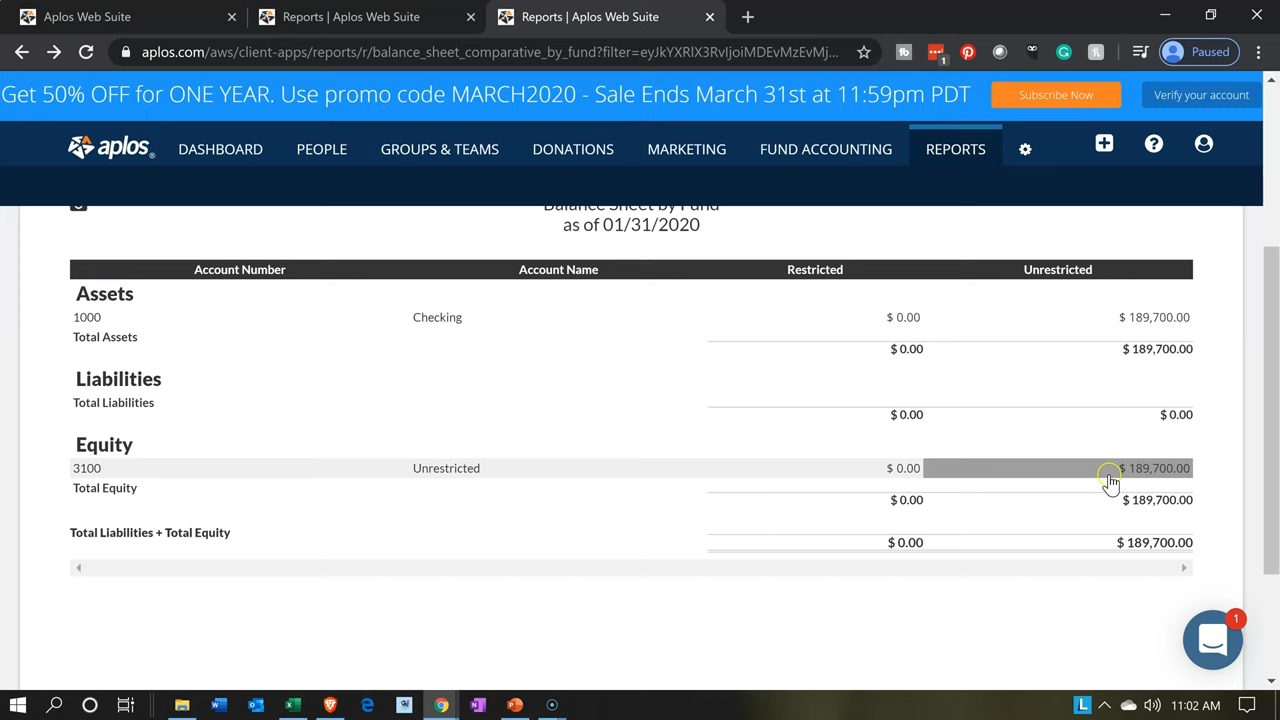 Aplos Web Suite
Reports | Aplos Web Suite
Reports | Aplos Web Suite
aplos.com/aws/client-apps/reports/r/balance_sheet_comparative_by_fund?filter=eyJkYXRlX3RvIjoiMDEvMzEvMj...
1
Paused
Get 50% OFF for ONE YEAR. Use promo code MARCH2020 - Sale Ends March 31st at 11:59pm PDT
Subscribe Now
Verify your account
aplos
DASHBOARD
PEOPLE
GROUPS & TEAMS
DONATIONS
MARKETING
FUND ACCOUNTING
REPORTS
Balance Sheet by Fund
as of 01/31/2020
Account Number Account Name Restricted Unrestricted
Assets
1000 Checking $ 0.00 $ 189,700.00
Total Assets
$ 0.00 $ 189,700.00
Liabilities
Total Liabilities
$ 0.00 $ 0.00
Equity
3100 Unrestricted $ 0.00 $ 189,700.00
Total Equity
$ 0.00 $ 189,700.00
Total Liabilities + Total Equity
$ 0.00 $ 189,700.00
1
11:02 AM